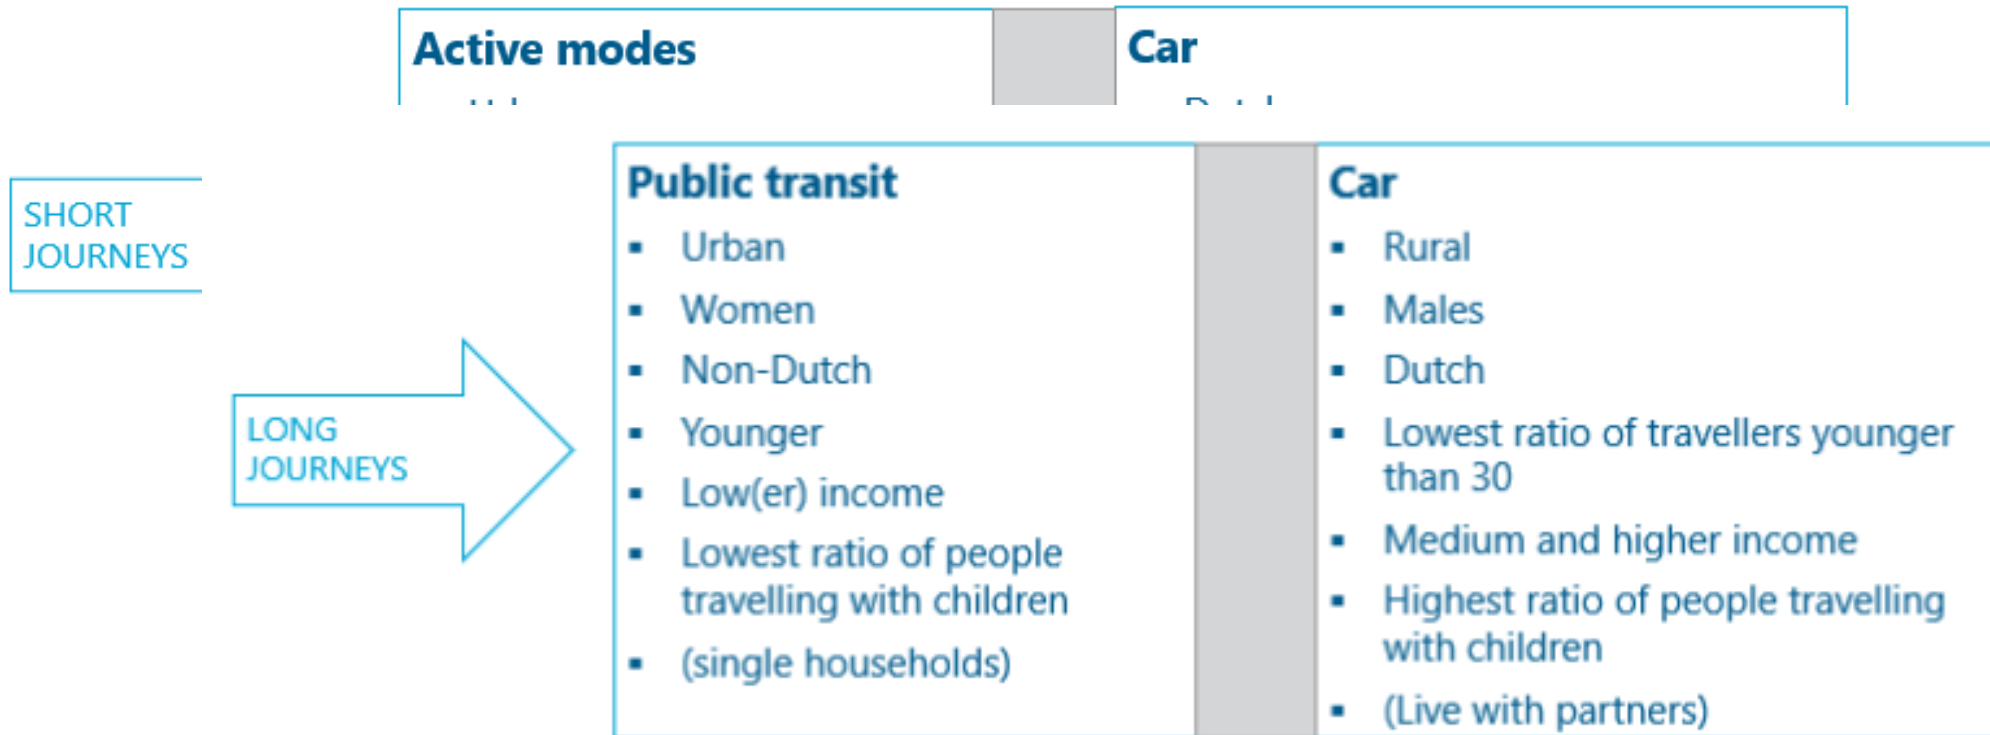 Active modes
Car
SHORT
JOURNEYS
LONG
JOURNEYS
Public transit
▪ Urban
▪ Women
▪ Non-Dutch
▪ Younger
▪ Low(er) income
▪ Lowest ratio of people
travelling with children
▪ (single households)
Car
▪ Rural
▪ Males
▪ Dutch
▪ Lowest ratio of travellers younger
than 30
▪ Medium and higher income
▪ Highest ratio of people travelling
with children
▪ (Live with partners)